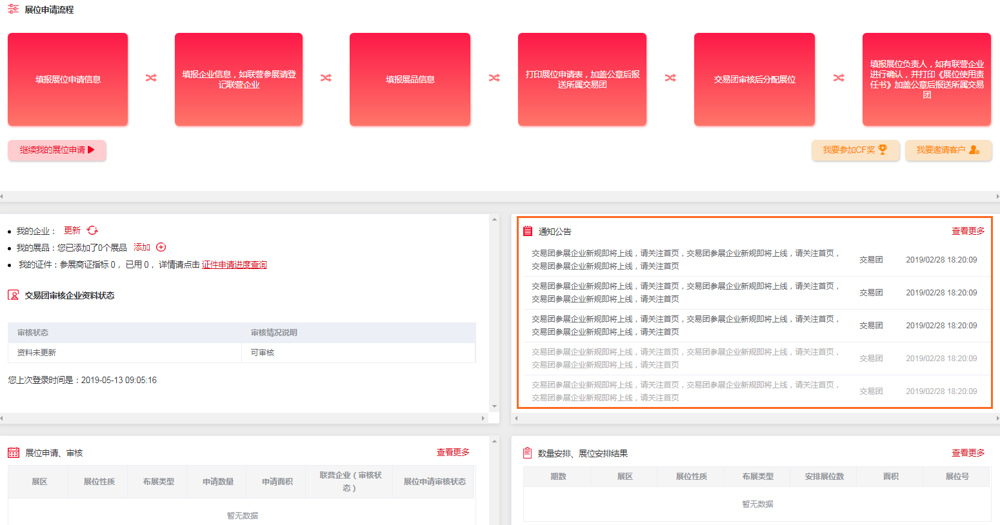 展位申请流程
填报展位申请信息
填报企业信息，如联营参展请登
记联营企业
填报展品信息
打印展位申请表，加盖公章后报
送所属交易团
交易团审核后分配展位
填报展位负责人，如有联营企业
进行确认，并打印《展位使用责
任书》加盖公章后报送所属交易
团
继续我的展位申请
我要参加CF奖
我要邀请客户
我的企业： 更新
我的展品：您已添加了0个展品 添加
我的证件：参展商证指标 0 ，已用 0 ，详情请点击 证件申请进度查询
交易团审核企业资料状态
审核状态 审核情况说明
资料未更新 可审核
您上次登录时间是：2019-05-13 09:05:16
通知公告 查看更多
交易团参展企业新规即将上线，请关注首页，交易团参展企业新规即将上线，请关注首页，
交易团参展企业新规即将上线，请关注首页
交易团 2019/02/28 18:20:09
交易团参展企业新规即将上线，请关注首页，交易团参展企业新规即将上线，请关注首页，
交易团参展企业新规即将上线，请关注首页
交易团 2019/02/28 18:20:09
交易团参展企业新规即将上线，请关注首页，交易团参展企业新规即将上线，请关注首页，
交易团参展企业新规即将上线，请关注首页
交易团 2019/02/28 18:20:09
交易团参展企业新规即将上线，请关注首页，交易团参展企业新规即将上线，请关注首页，
交易团参展企业新规即将上线，请关注首页
交易团 2019/02/28 18:20:09
交易团参展企业新规即将上线，请关注首页，交易团参展企业新规即将上线，请关注首页，
交易团参展企业新规即将上线，请关注首页
交易团 2019/02/28 18:20:09
展位申请、审核 查看更多
展区 展位性质 布展类型 申请数量 申请面积 联营企业（审核状
态） 展位申请审核状态
暂无数据
数量安排、展位安排结果 查看更多
期数 展区 展位性质 布展类型 安排展位数 面积 展位号
暂无数据